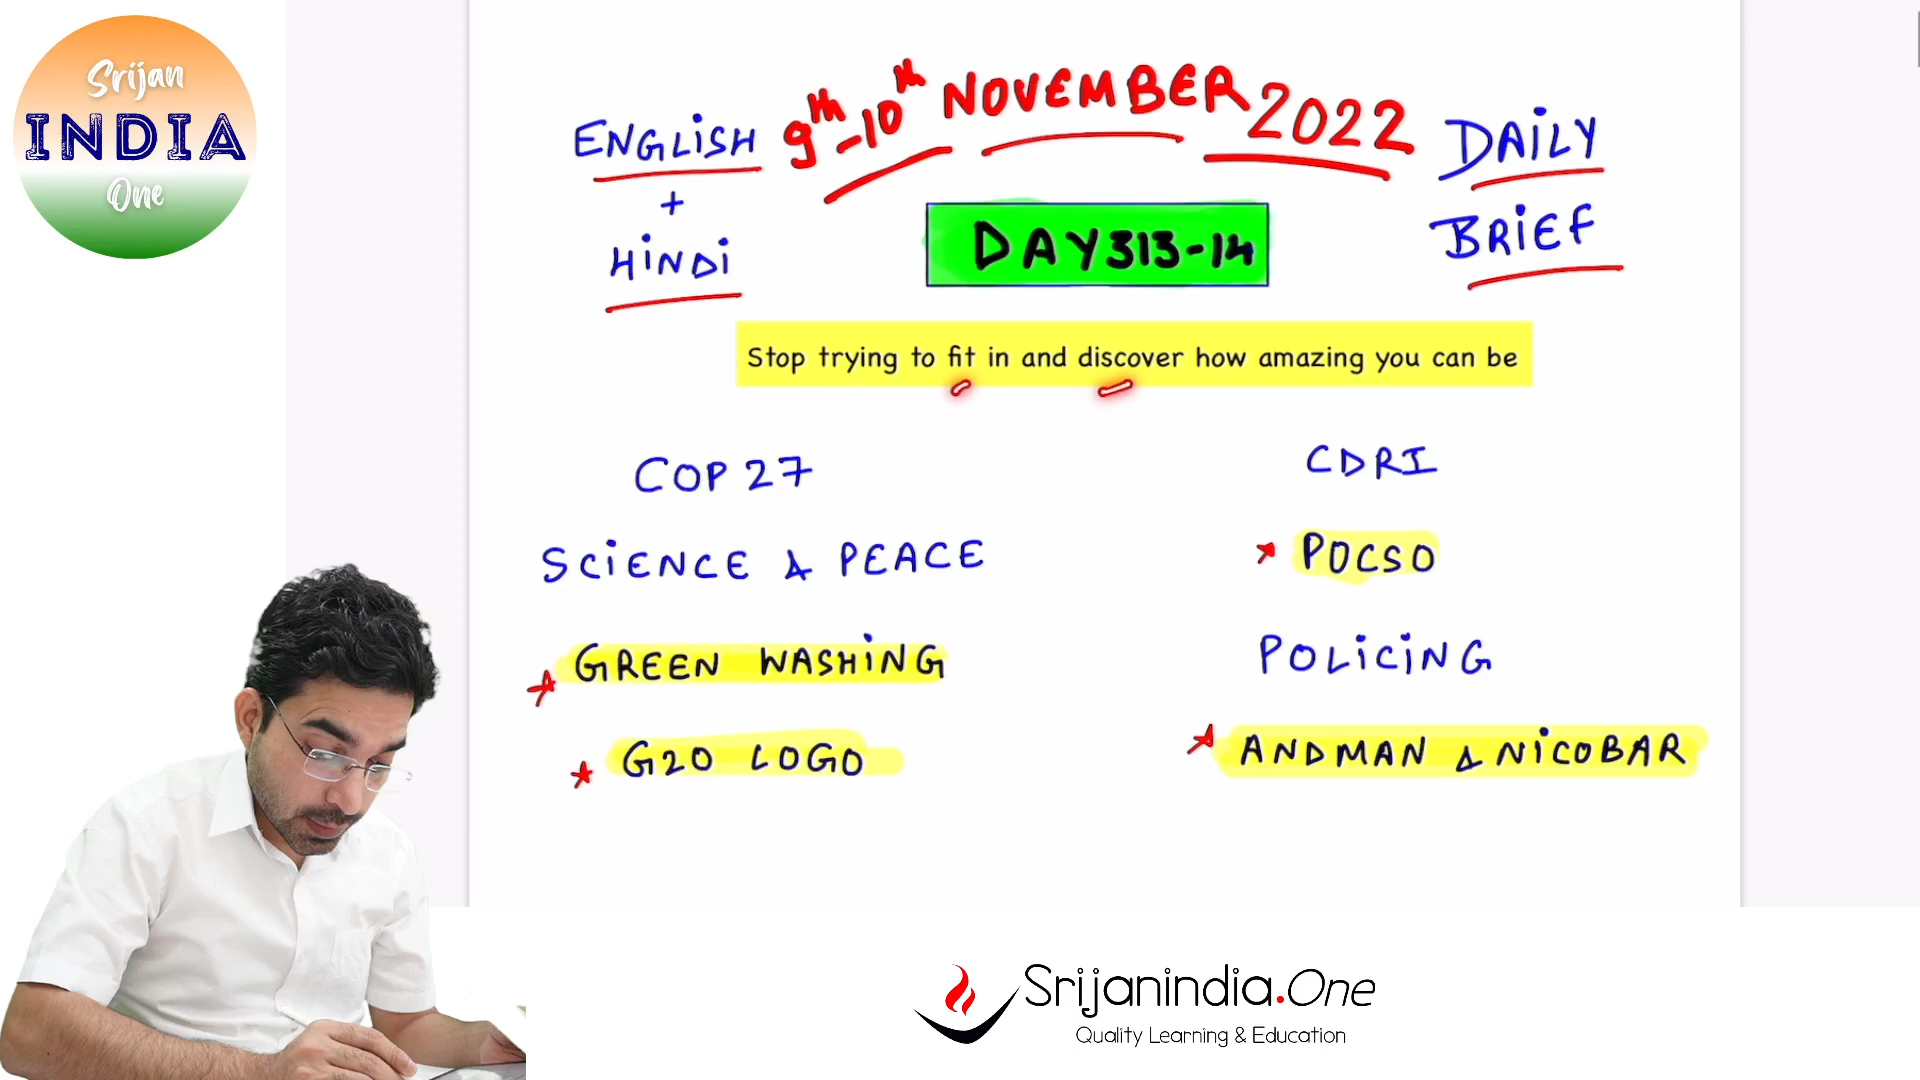 Srijan
INDIA
One
9th-10th NOVEMBER 2022
ENGLISH
+
HINDI
DAILY
BRIEF
DAY 313-14
Stop trying to fit in and discover how amazing you can be
COP 27
CDRI
SCIENCE & PEACE
POCSO
GREEN WASHING
POLICING
G20 LOGO
ANDMAN & NICOBAR
Srijanindia.One
Quality Learning & Education